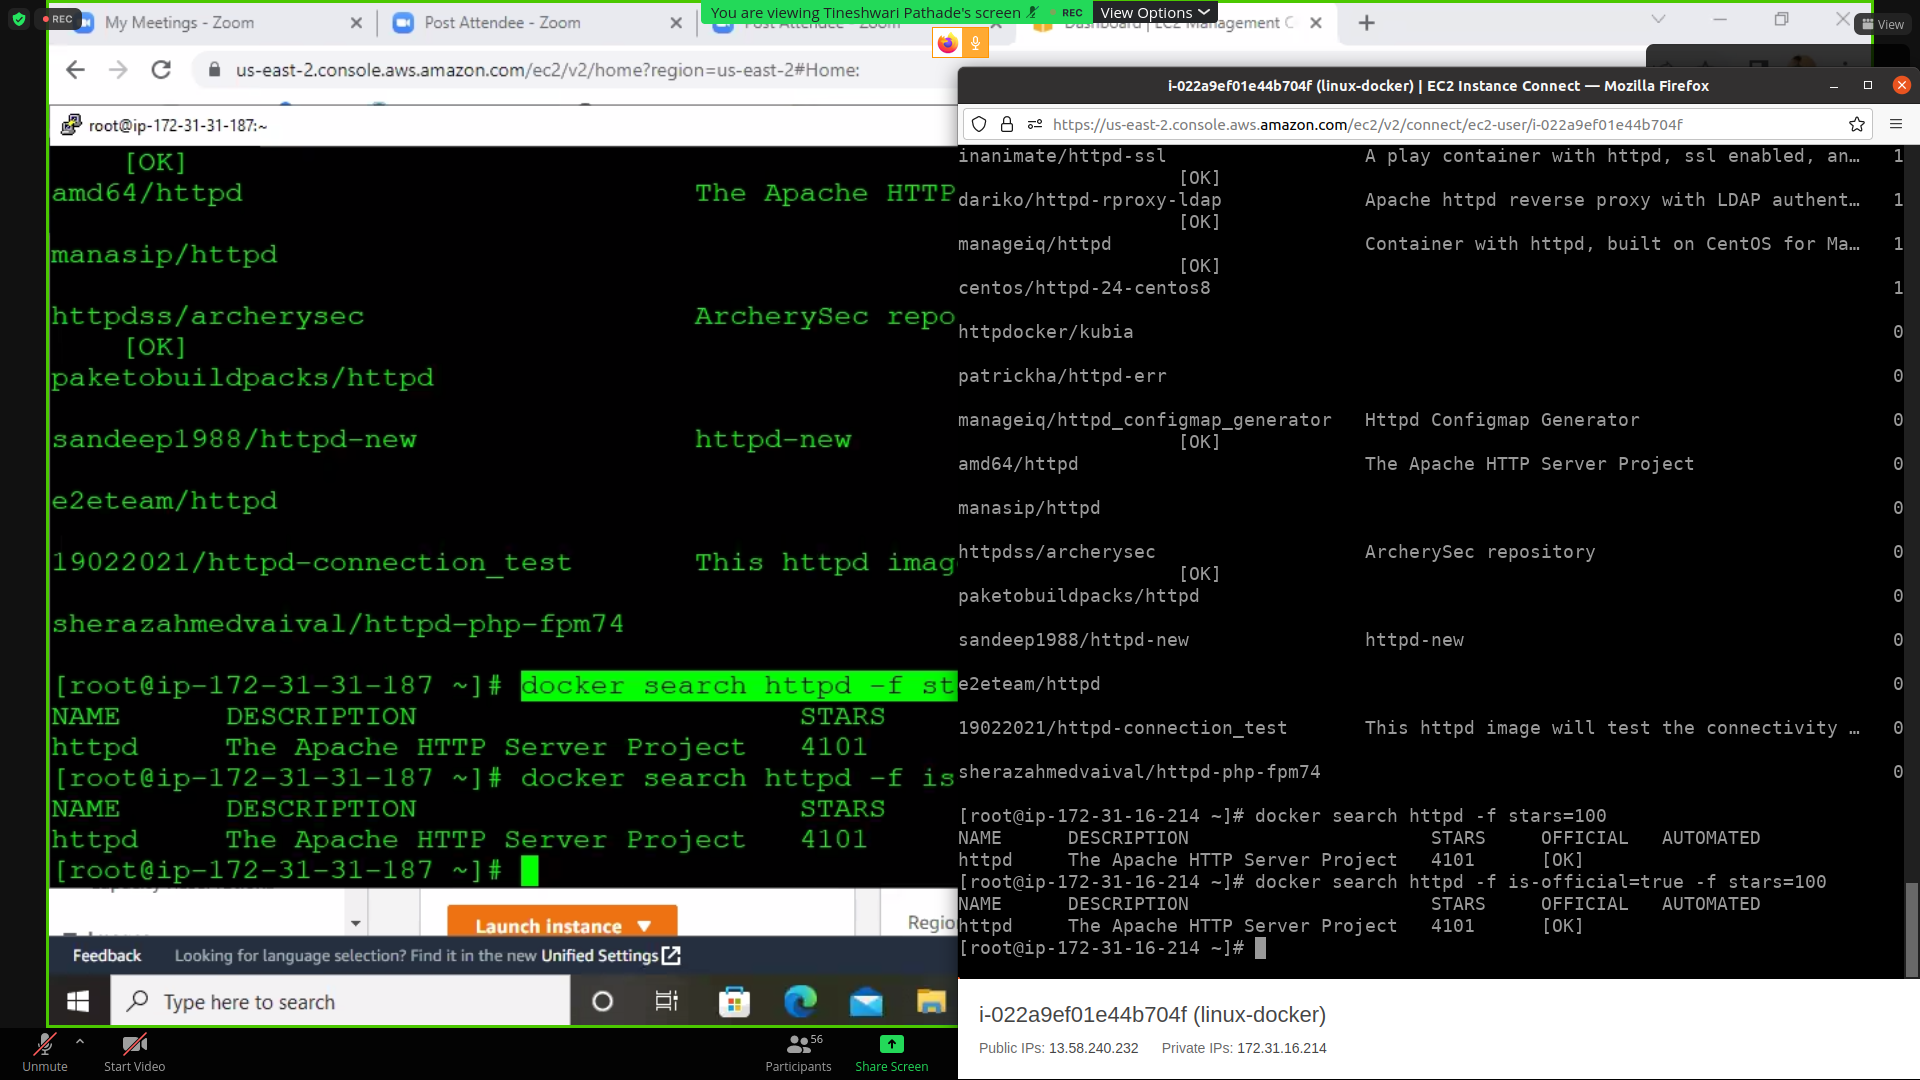 REC
You are viewing Tineshwari Pathade's screen
REC
View Options
View
My Meetings - Zoom
Post Attendee - Zoom
Post Attendee - Zoom
Dashboard | EC2 Management C
us-east-2.console.aws.amazon.com/ec2/v2/home?region=us-east-2#Home:
root@ip-172-31-31-187:~
[OK]
amd64/httpd The Apache HTTP
manasip/httpd
httpdss/archerysec ArcherySec repo
[OK]
paketobuildpacks/httpd
sandeep1988/httpd-new httpd-new
e2eteam/httpd
19022021/httpd-connection_test This httpd imag
sherazahmedvaival/httpd-php-fpm74
[root@ip-172-31-31-187 ~]# docker search httpd -f st
NAME DESCRIPTION STARS
httpd The Apache HTTP Server Project 4101
[root@ip-172-31-31-187 ~]# docker search httpd -f is
NAME DESCRIPTION STARS
httpd The Apache HTTP Server Project 4101
[root@ip-172-31-31-187 ~]#
Launch instance
Regio
Feedback Looking for language selection? Find it in the new Unified Settings
Type here to search
i-022a9ef01e44b704f (linux-docker) | EC2 Instance Connect — Mozilla Firefox
https://us-east-2.console.aws.amazon.com/ec2/v2/connect/ec2-user/i-022a9ef01e44b704f
inanimate/httpd-ssl A play container with httpd, ssl enabled, an… 1
[OK]
dariko/httpd-rproxy-ldap Apache httpd reverse proxy with LDAP authent… 1
[OK]
manageiq/httpd Container with httpd, built on CentOS for Ma… 1
[OK]
centos/httpd-24-centos8 1
httpdocker/kubia 0
patrickha/httpd-err 0
manageiq/httpd_configmap_generator Httpd Configmap Generator 0
[OK]
amd64/httpd The Apache HTTP Server Project 0
manasip/httpd 0
httpdss/archerysec ArcherySec repository 0
[OK]
paketobuildpacks/httpd 0
sandeep1988/httpd-new httpd-new 0
e2eteam/httpd 0
19022021/httpd-connection_test This httpd image will test the connectivity … 0
sherazahmedvaival/httpd-php-fpm74 0
[root@ip-172-31-16-214 ~]# docker search httpd -f stars=100
NAME DESCRIPTION STARS OFFICIAL AUTOMATED
httpd The Apache HTTP Server Project 4101 [OK]
[root@ip-172-31-16-214 ~]# docker search httpd -f is-official=true -f stars=100
NAME DESCRIPTION STARS OFFICIAL AUTOMATED
httpd The Apache HTTP Server Project 4101 [OK]
[root@ip-172-31-16-214 ~]#
i-022a9ef01e44b704f (linux-docker)
Public IPs: 13.58.240.232 Private IPs: 172.31.16.214
Unmute
Start Video
56
Participants
Share Screen